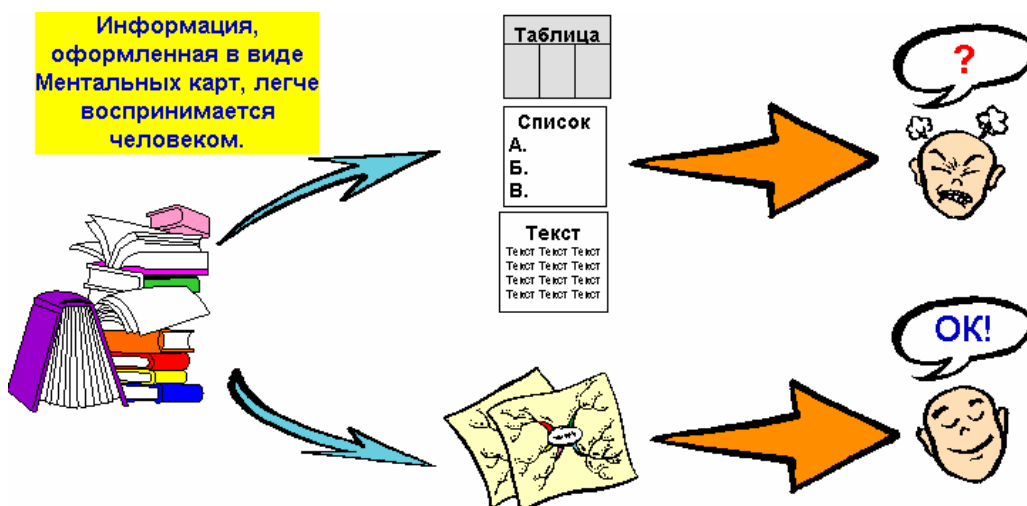 Информация,
оформленная в виде
Ментальных карт, легче
воспринимается
человеком.
Таблица
Список
А.
Б.
В.
Текст
Текст Текст Текст
Текст Текст Текст
Текст Текст Текст
Текст Текст Текст
?
ОК!